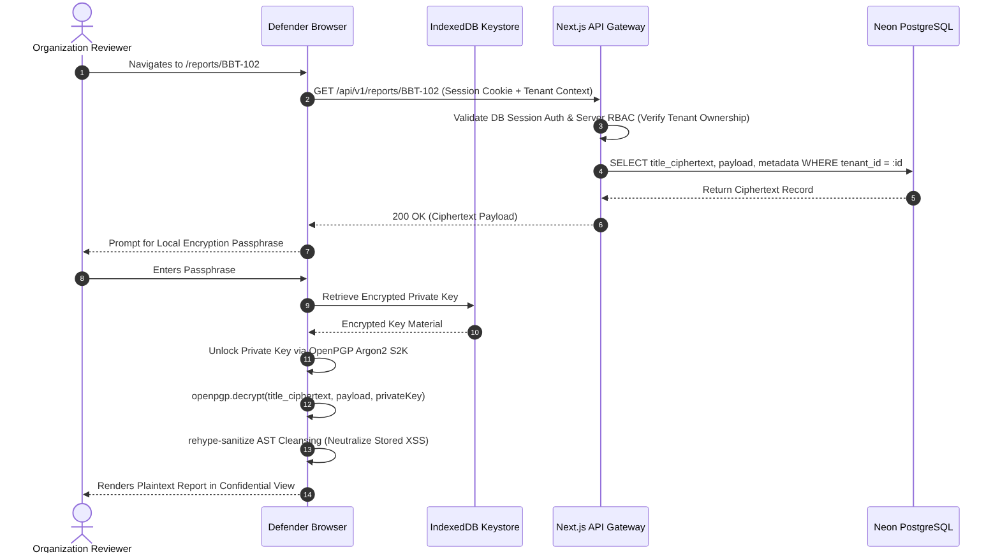 Organization Reviewer
Defender Browser
IndexedDB Keystore
Next.js API Gateway
Neon PostgreSQL
1
Navigates to /reports/BBT-102
2
GET /api/v1/reports/BBT-102 (Session Cookie + Tenant Context)
Validate DB Session Auth & Server RBAC (Verify Tenant Ownership)
3
4
SELECT title_ciphertext, payload, metadata WHERE tenant_id = :id
Return Ciphertext Record
5
200 OK (Ciphertext Payload)
6
Prompt for Local Encryption Passphrase
7
8
Enters Passphrase
9
Retrieve Encrypted Private Key
Encrypted Key Material
10
Unlock Private Key via OpenPGP Argon2 S2K
11
openpgp.decrypt(title_ciphertext, payload, privateKey)
12
rehype-sanitize AST Cleansing (Neutralize Stored XSS)
13
Renders Plaintext Report in Confidential View
14
Organization Reviewer
Defender Browser
IndexedDB Keystore
Next.js API Gateway
Neon PostgreSQL